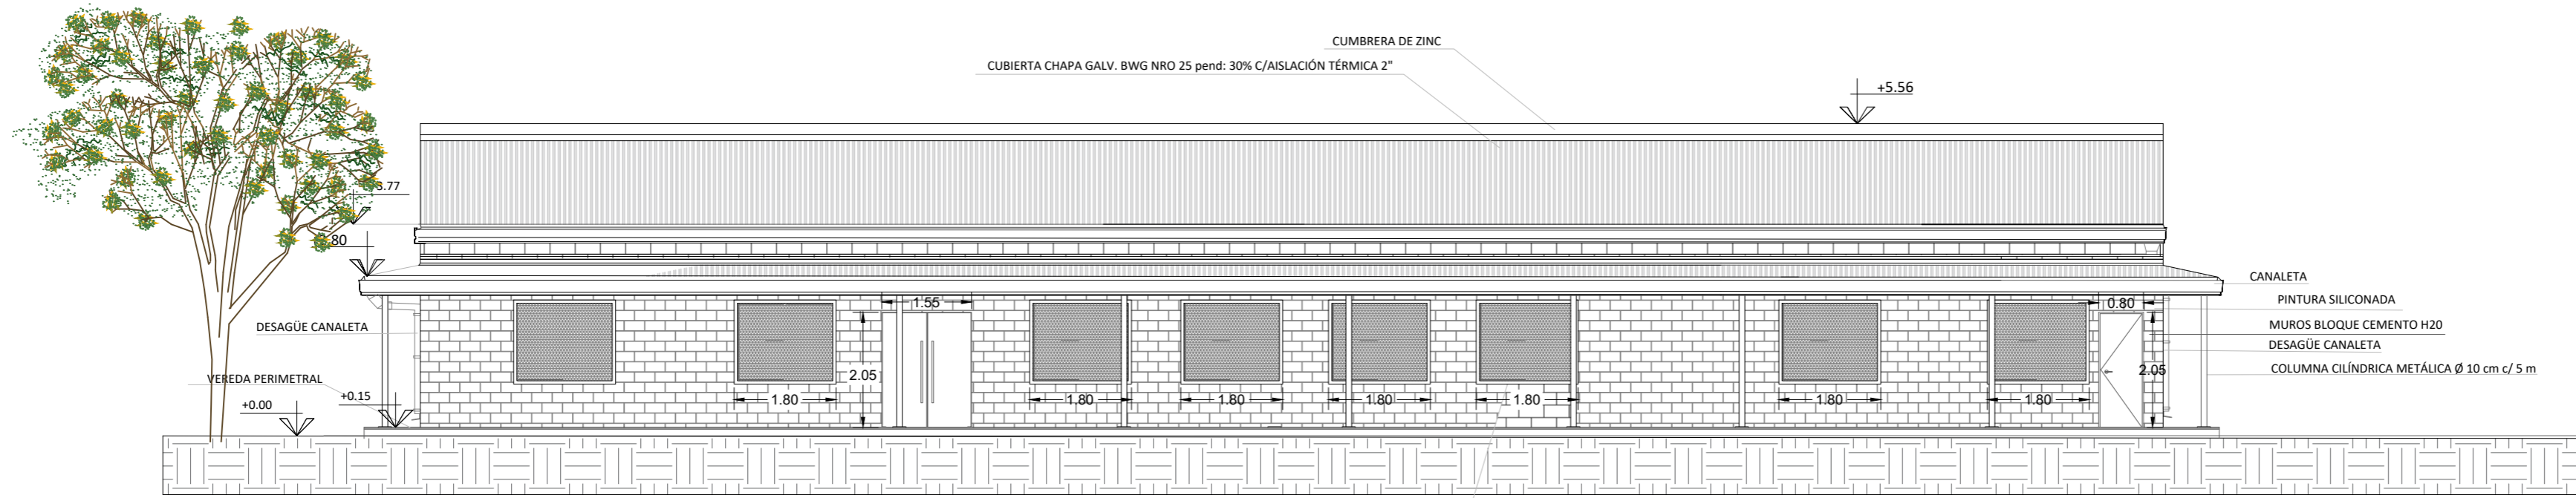 CUMBRERA DE ZINC
CUBIERTA CHAPA GALV. BWG NRO 25 pend: 30% C/AISLACIÓN TÉRMICA 2"
+5.56
3.77
80
CANALETA
PINTURA SILICONADA
1.55
0.80
DESAGÜE CANALETA
MUROS BLOQUE CEMENTO H20
DESAGÜE CANALETA
2.05
2.05
COLUMNA CILÍNDRICA METÁLICA Ø 10 cm c/ 5 m
VEREDA PERIMETRAL
+0.00
+0.15
1.80
1.80
1.80
1.80
1.80
1.80
1.80